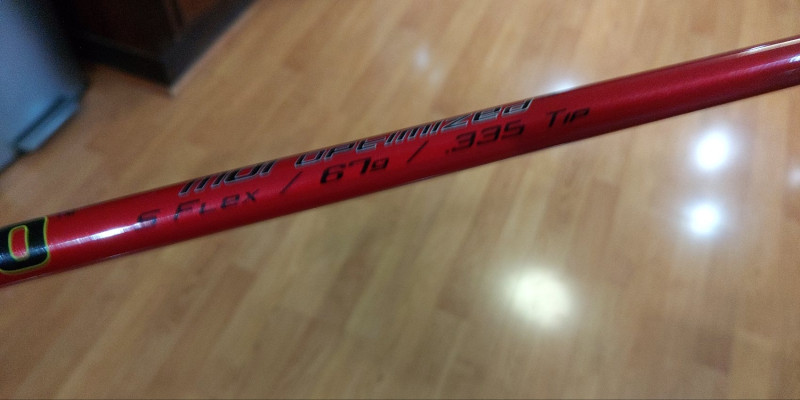 moi optimized
S Flex / 67g / .335 Tip